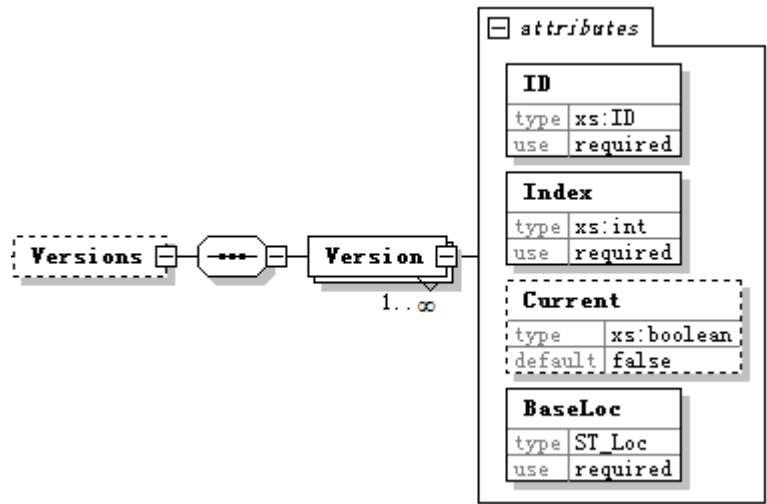 attributes
ID
type xs:ID
use required
Index
type xs:int
use required
Versions
Version
1..∞
Current
type xs:boolean
default false
BaseLoc
type ST_Loc
use required